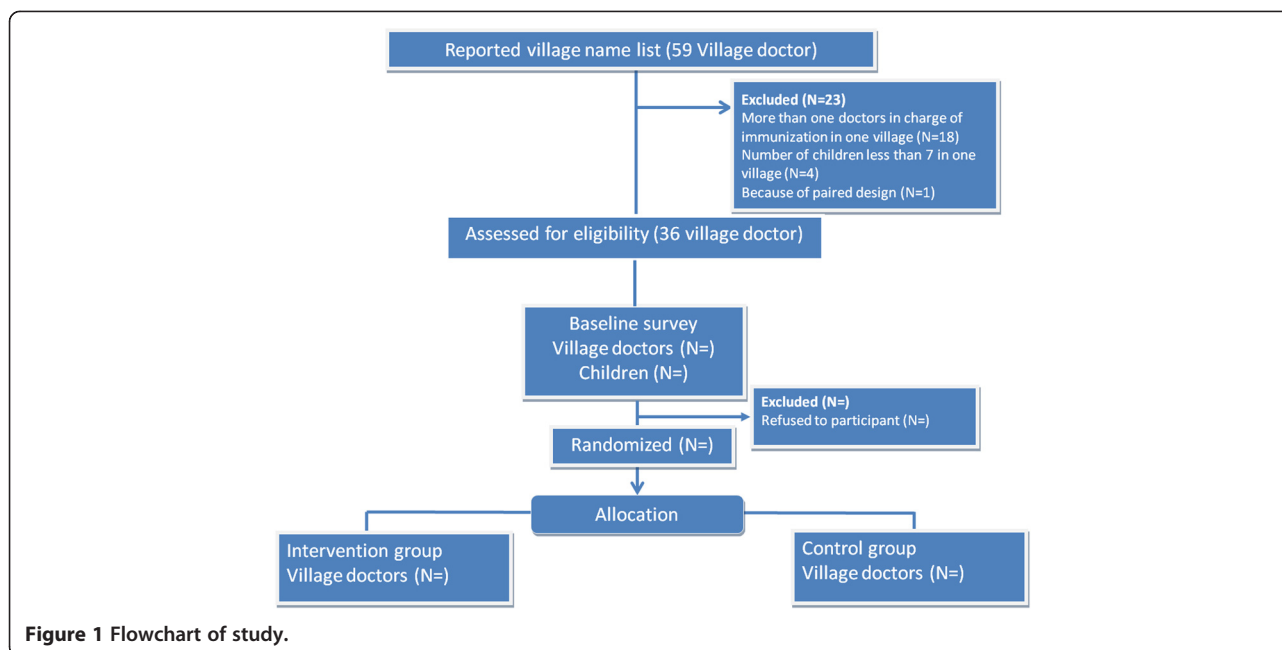 Reported village name list (59 Village doctor)
Excluded (N=23)
More than one doctors in charge of
immunization in one village (N=18)
Number of children less than 7 in one
village (N=4)
Because of paired design (N=1)
Assessed for eligibility (36 village doctor)
Baseline survey
Village doctors (N=)
Children (N=)
Excluded (N=)
Refused to participant (N=)
Randomized (N=)
Allocation
Intervention group
Village doctors (N=)
Control group
Village doctors (N=)
Figure 1 Flowchart of study.